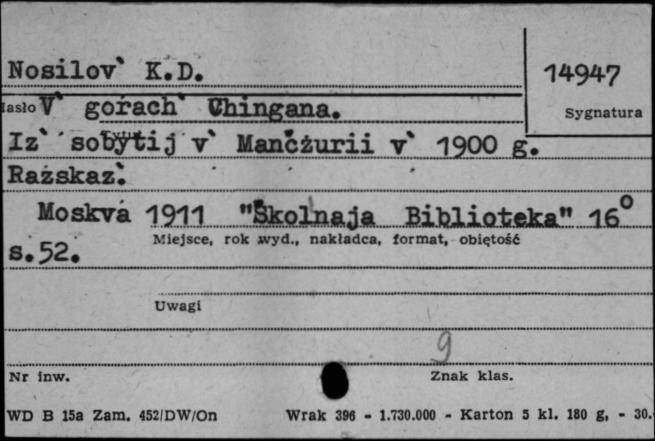 Nosilov` K.D.
14947
Hasło V` gorach` Chingana.
Sygnatura
Iz` sobytij v` Mančżurii v` 1900 g.
Razskaz.
Moskva 1911 "Školnaja Biblioteka" 16°
Miejsce, rok wyd., nakładca, format, objętość
s.52.
Uwagi
9
Nr inw.
Znak klas.
WD B 15a Zam. 452/DW/On Wrak 396 - 1.730.000 - Karton 5 kl. 180 g, - 30.